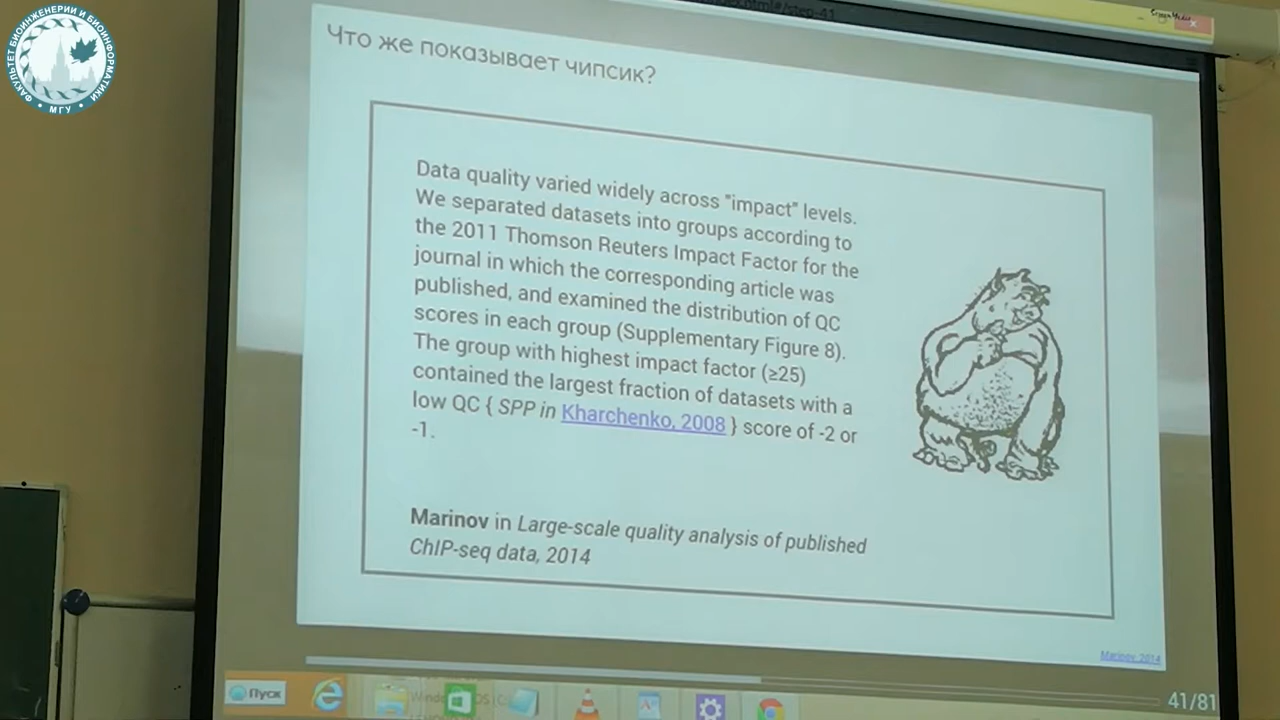 ФАКУЛЬТЕТ БИОИНЖЕНЕРИИ И БИОИНФОРМАТИКИ
• МГУ •
Что же показывает чипсик?
Data quality varied widely across "impact" levels.
We separated datasets into groups according to
the 2011 Thomson Reuters Impact Factor for the
journal in which the corresponding article was
published, and examined the distribution of QC
scores in each group (Supplementary Figure 8).
The group with highest impact factor (≥25)
contained the largest fraction of datasets with a
low QC { SPP in Kharchenko, 2008 } score of -2 or
-1.
Marinov in Large-scale quality analysis of published
ChIP-seq data, 2014
Marinov, 2014
Пуск
41/81